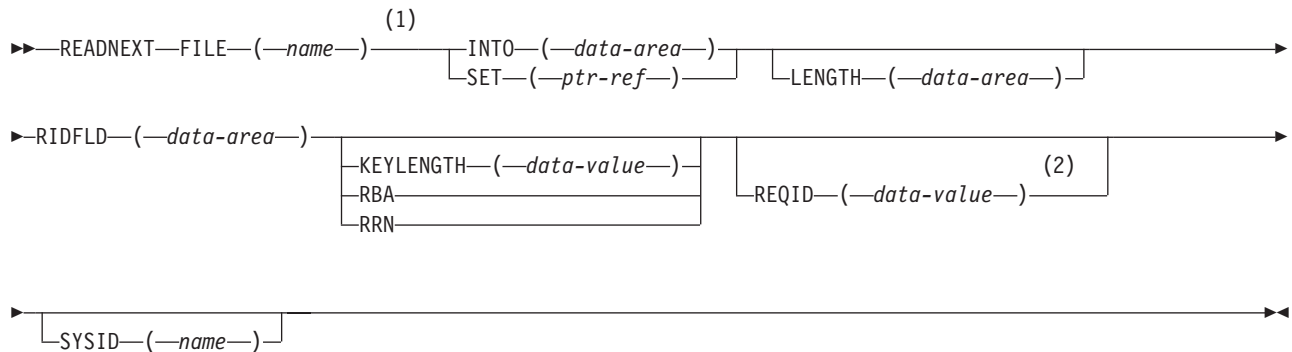 (1)
READNEXT FILE ( name ) INTO ( data-area )
SET ( ptr-ref ) LENGTH ( data-area )
RIDFLD ( data-area )
KEYLENGTH ( data-value ) (2)
RBA REQID ( data-value )
RRN
SYSID ( name )